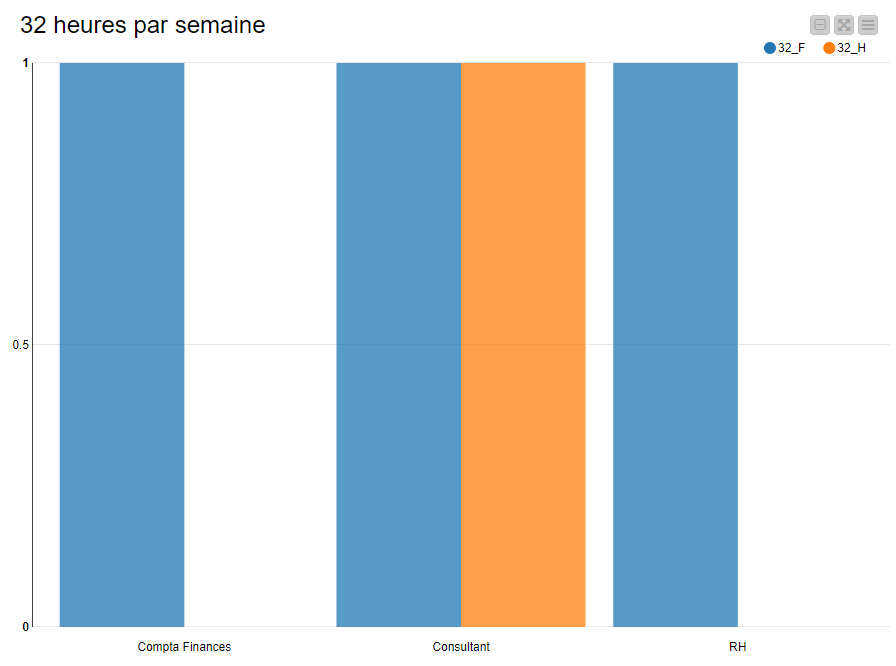 32 heures par semaine
32_F 32_H
1
0.5
0
Compta Finances Consultant RH